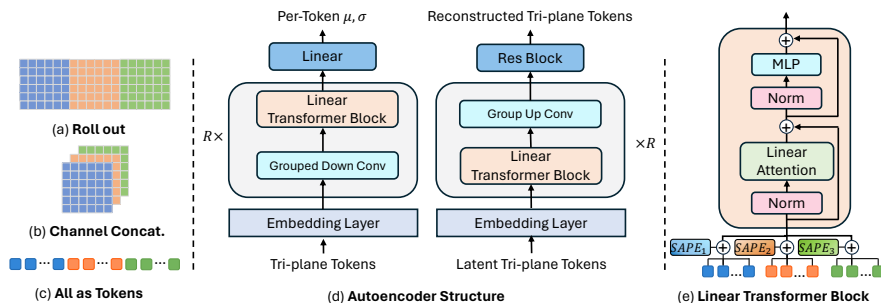 (a) Roll out
(b) Channel Concat.
(c) All as Tokens
Per-Token μ, σ
Linear
Linear
Transformer Block
Grouped Down Conv
R×
Embedding Layer
Tri-plane Tokens
Reconstructed Tri-plane Tokens
Res Block
Group Up Conv
Linear
Transformer Block
×R
Embedding Layer
Latent Tri-plane Tokens
(d) Autoencoder Structure
MLP
Norm
Linear
Attention
Norm
SAPE₁ SAPE₂ SAPE₃
(e) Linear Transformer Block